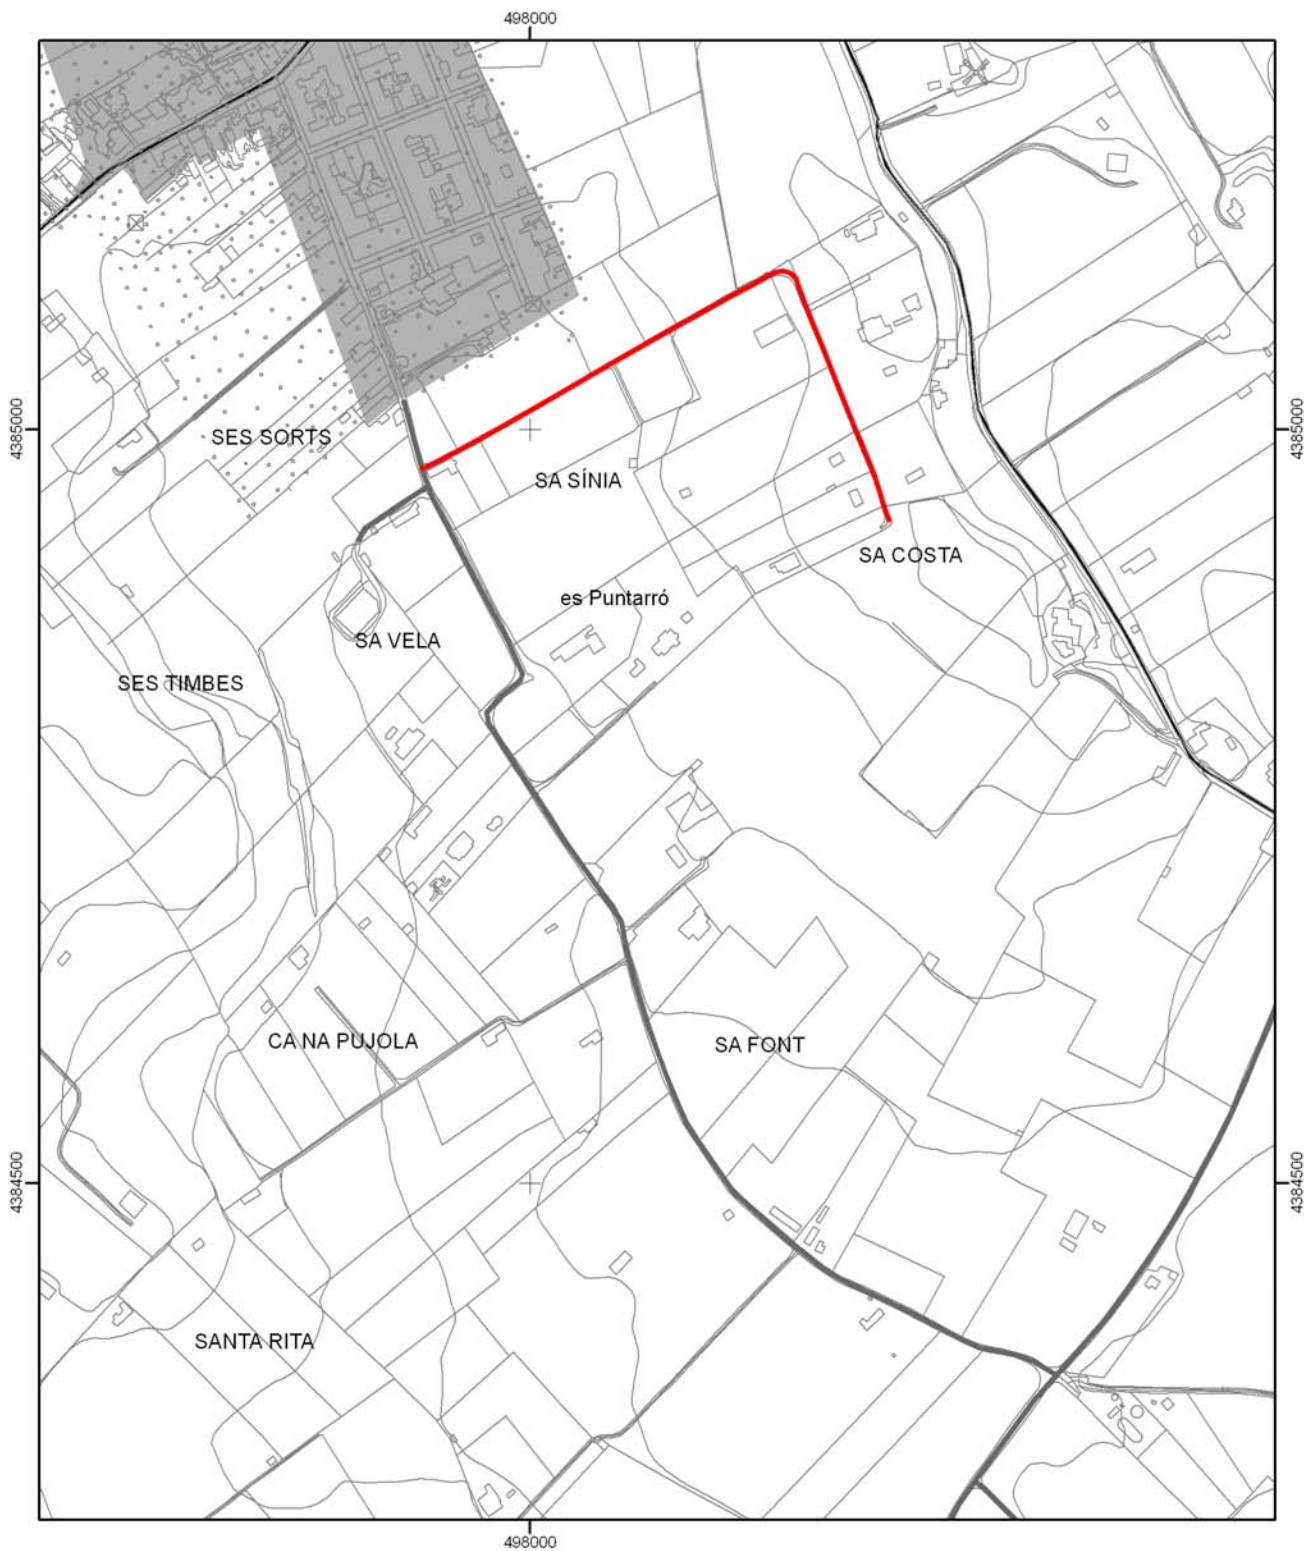 498000
4385000
4385000
SES SORTS
SA SÍNIA
SA COSTA
es Puntarró
SA VELA
SES TIMBES
CA NA PUJOLA
SA FONT
4384500
4384500
SANTA RITA
498000